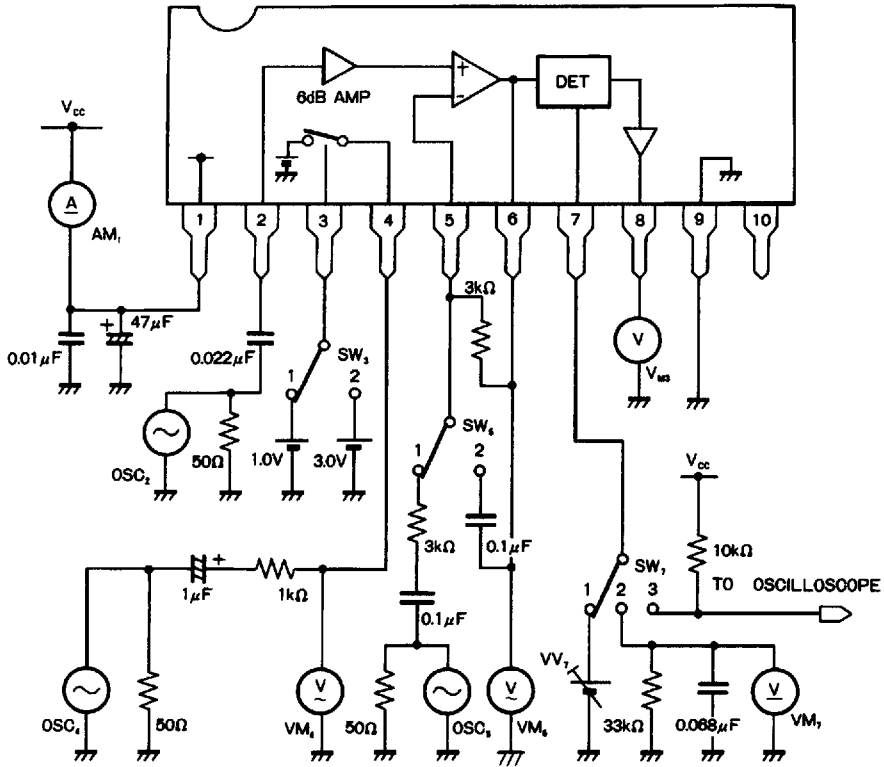 6dB AMP
+
-
DET
VCC
A
AM1
1
2
3
4
5
6
7
8
9
10
+
47μF
0.01μF
0.022μF
SW3
1
2
3kΩ
V
VM3
OSC2
50Ω
1.0V
3.0V
SW5
1
2
3kΩ
0.1μF
VCC
10kΩ
TO OSCILLOSCOPE
SW7
1
2
3
1μF
+
1kΩ
0.1μF
OSC4
50Ω
V
VM4
50Ω
OSC5
V
VM6
VV7
33kΩ
0.068μF
V
VM7